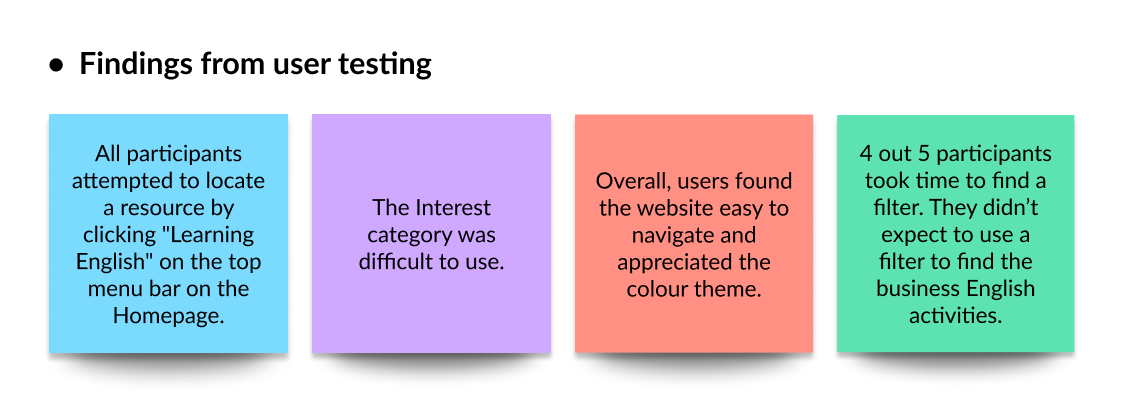 ● Findings from user testing
All participants
attempted to locate
a resource by
clicking "Learning
English" on the top
menu bar on the
Homepage.
The Interest
category was
difficult to use.
Overall, users found
the website easy to
navigate and
appreciated the
colour theme.
4 out 5 participants
took time to find a
filter. They didn’t
expect to use a
filter to find the
business English
activities.